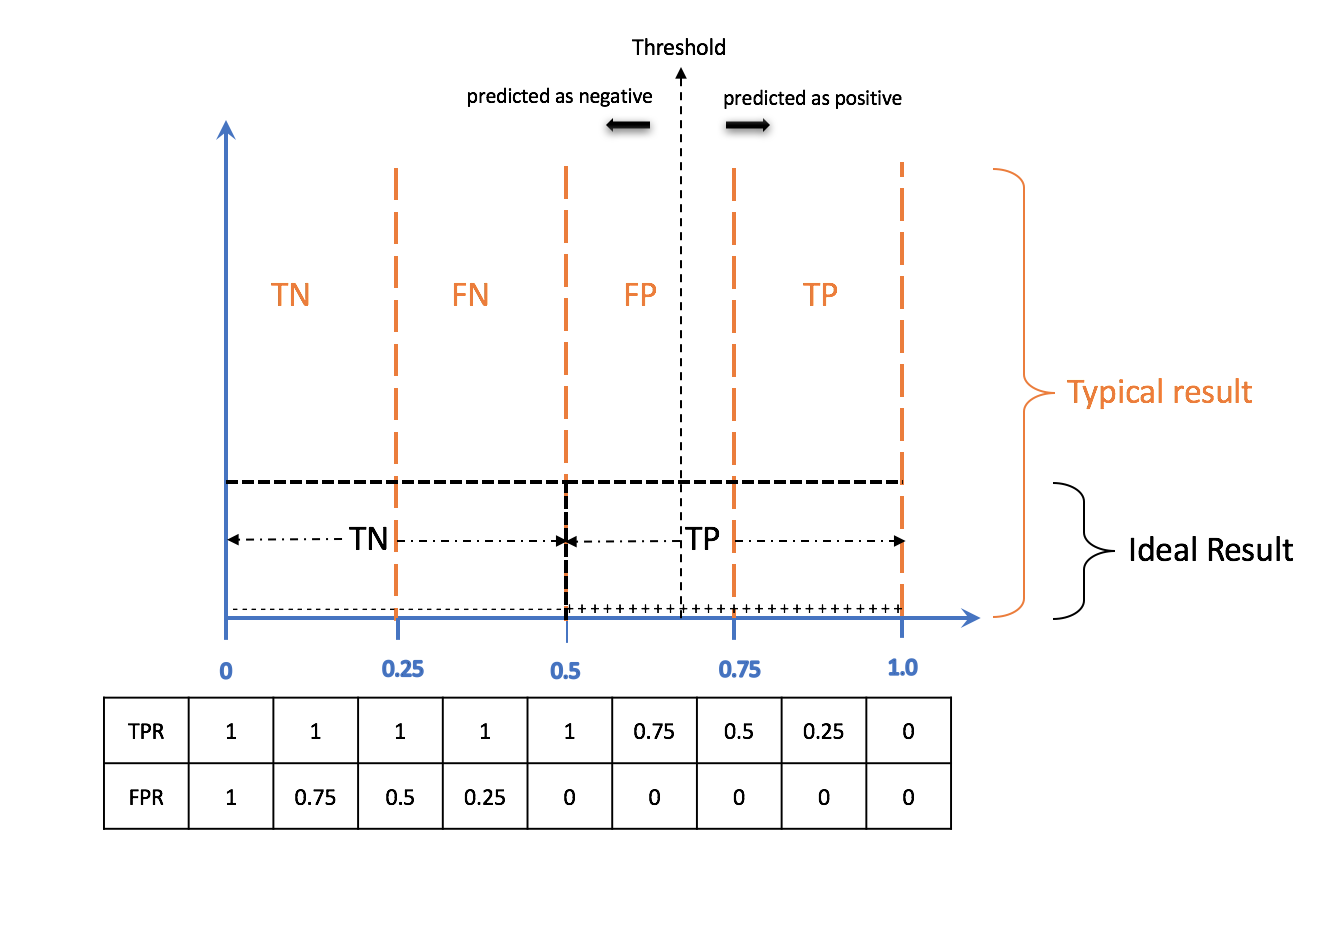 Threshold
predicted as negative
predicted as positive
TN
FN
FP
TP
Typical result
TN
TP
Ideal Result
- - - - - - - - - - - - - - - - - - - - - - - - - - - - + + + + + + + + + + + + + + + + + + + + + + + + + + + +
0 0.25 0.5 0.75 1.0
TPR 1 1 1 1 1 0.75 0.5 0.25 0
FPR 1 0.75 0.5 0.25 0 0 0 0 0